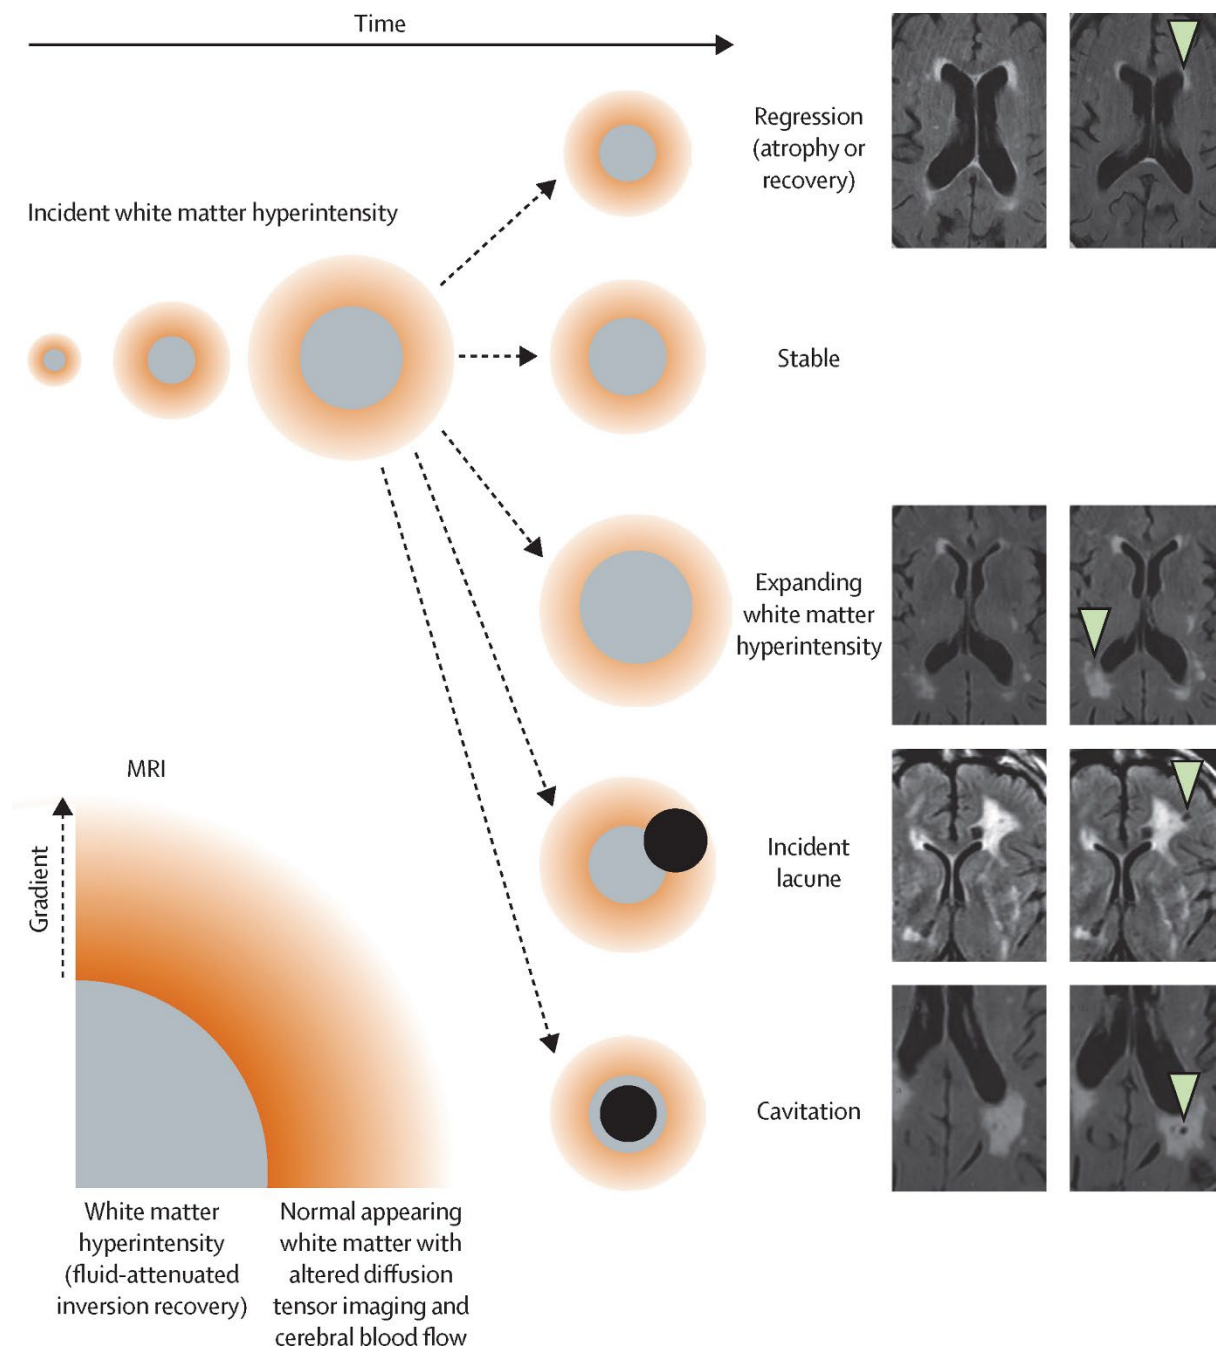 Time
Regression
(atrophy or
recovery)
Incident white matter hyperintensity
Stable
Expanding
white matter
hyperintensity
MRI
Gradient
Incident
lacune
Cavitation
White matter
hyperintensity
(fluid-attenuated
inversion recovery)
Normal appearing
white matter with
altered diffusion
tensor imaging and
cerebral blood flow